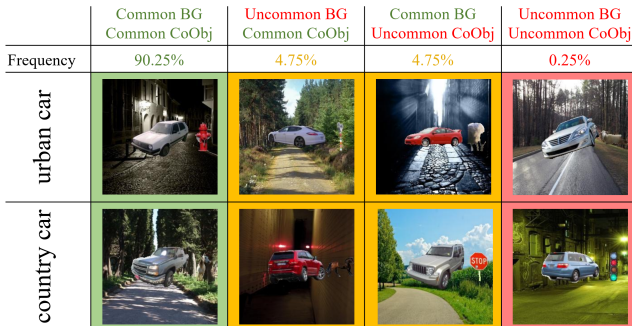 Common BG
Common CoObj
Uncommon BG
Common CoObj
Common BG
Uncommon CoObj
Uncommon BG
Uncommon CoObj
Frequency 90.25% 4.75% 4.75% 0.25%
urban car
country car
STOP